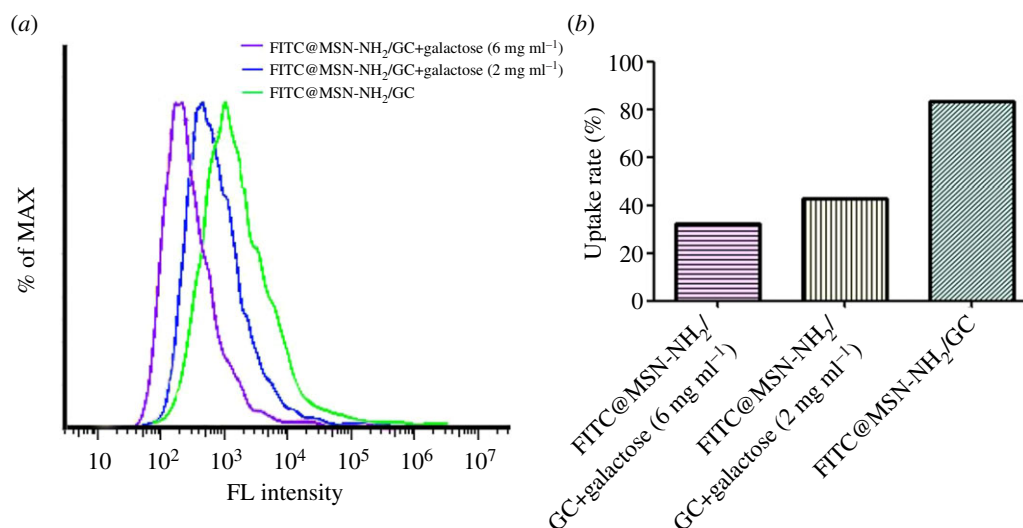 (a)
FITC@MSN-NH₂/GC+galactose (6 mg ml⁻¹)
FITC@MSN-NH₂/GC+galactose (2 mg ml⁻¹)
FITC@MSN-NH₂/GC
% of MAX
10
10²
10³
10⁴
10⁵
10⁶
10⁷
FL intensity
(b)
100
80
60
40
20
0
Uptake rate (%)
FITC@MSN-NH₂/
GC+galactose (6 mg ml⁻¹)
FITC@MSN-NH₂/
GC+galactose (2 mg ml⁻¹)
FITC@MSN-NH₂/GC